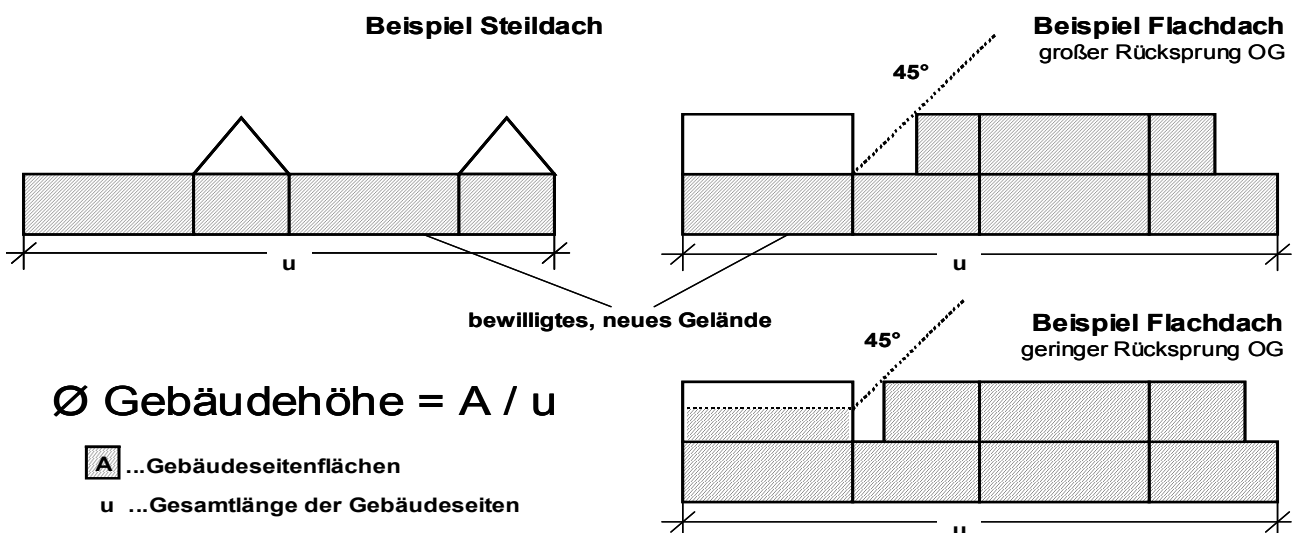 Beispiel Steildach
Beispiel Flachdach
großer Rücksprung OG
45°
u
u
bewilligtes, neues Gelände
Beispiel Flachdach
geringer Rücksprung OG
45°
Ø Gebäudehöhe = A / u
A ...Gebäudeseitenflächen
u ...Gesamtlänge der Gebäudeseiten
u